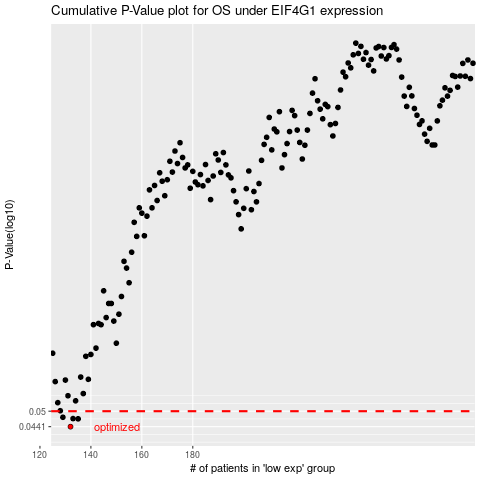 Cumulative P-Value plot for OS under EIF4G1 expression
P-Value(log10)
0.05
0.0441
optimized
120 140 160 180
# of patients in 'low exp' group